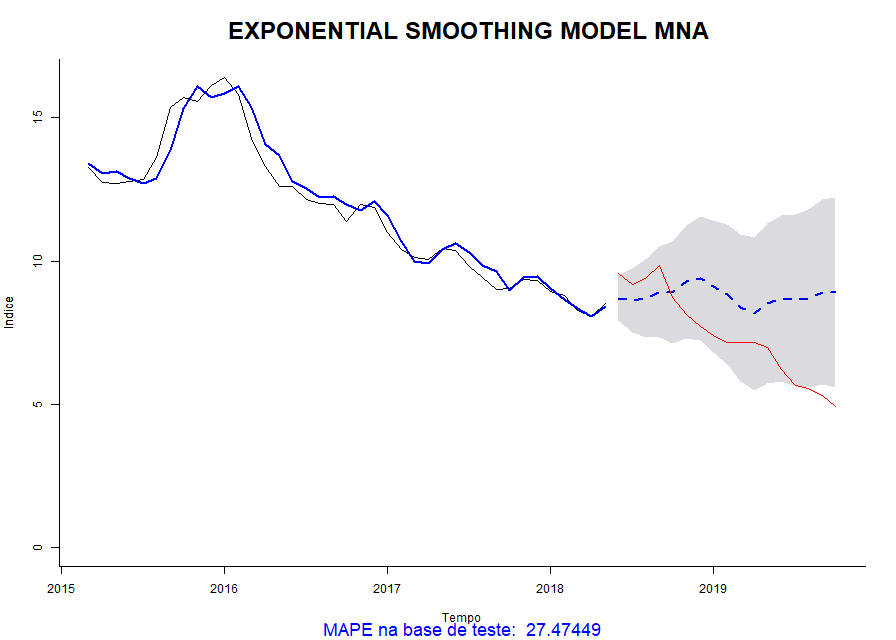 EXPONENTIAL SMOOTHING MODEL MNA
15
10
5
0
Indice
2015 2016 2017 2018 2019
Tempo
MAPE na base de teste: 27.47449